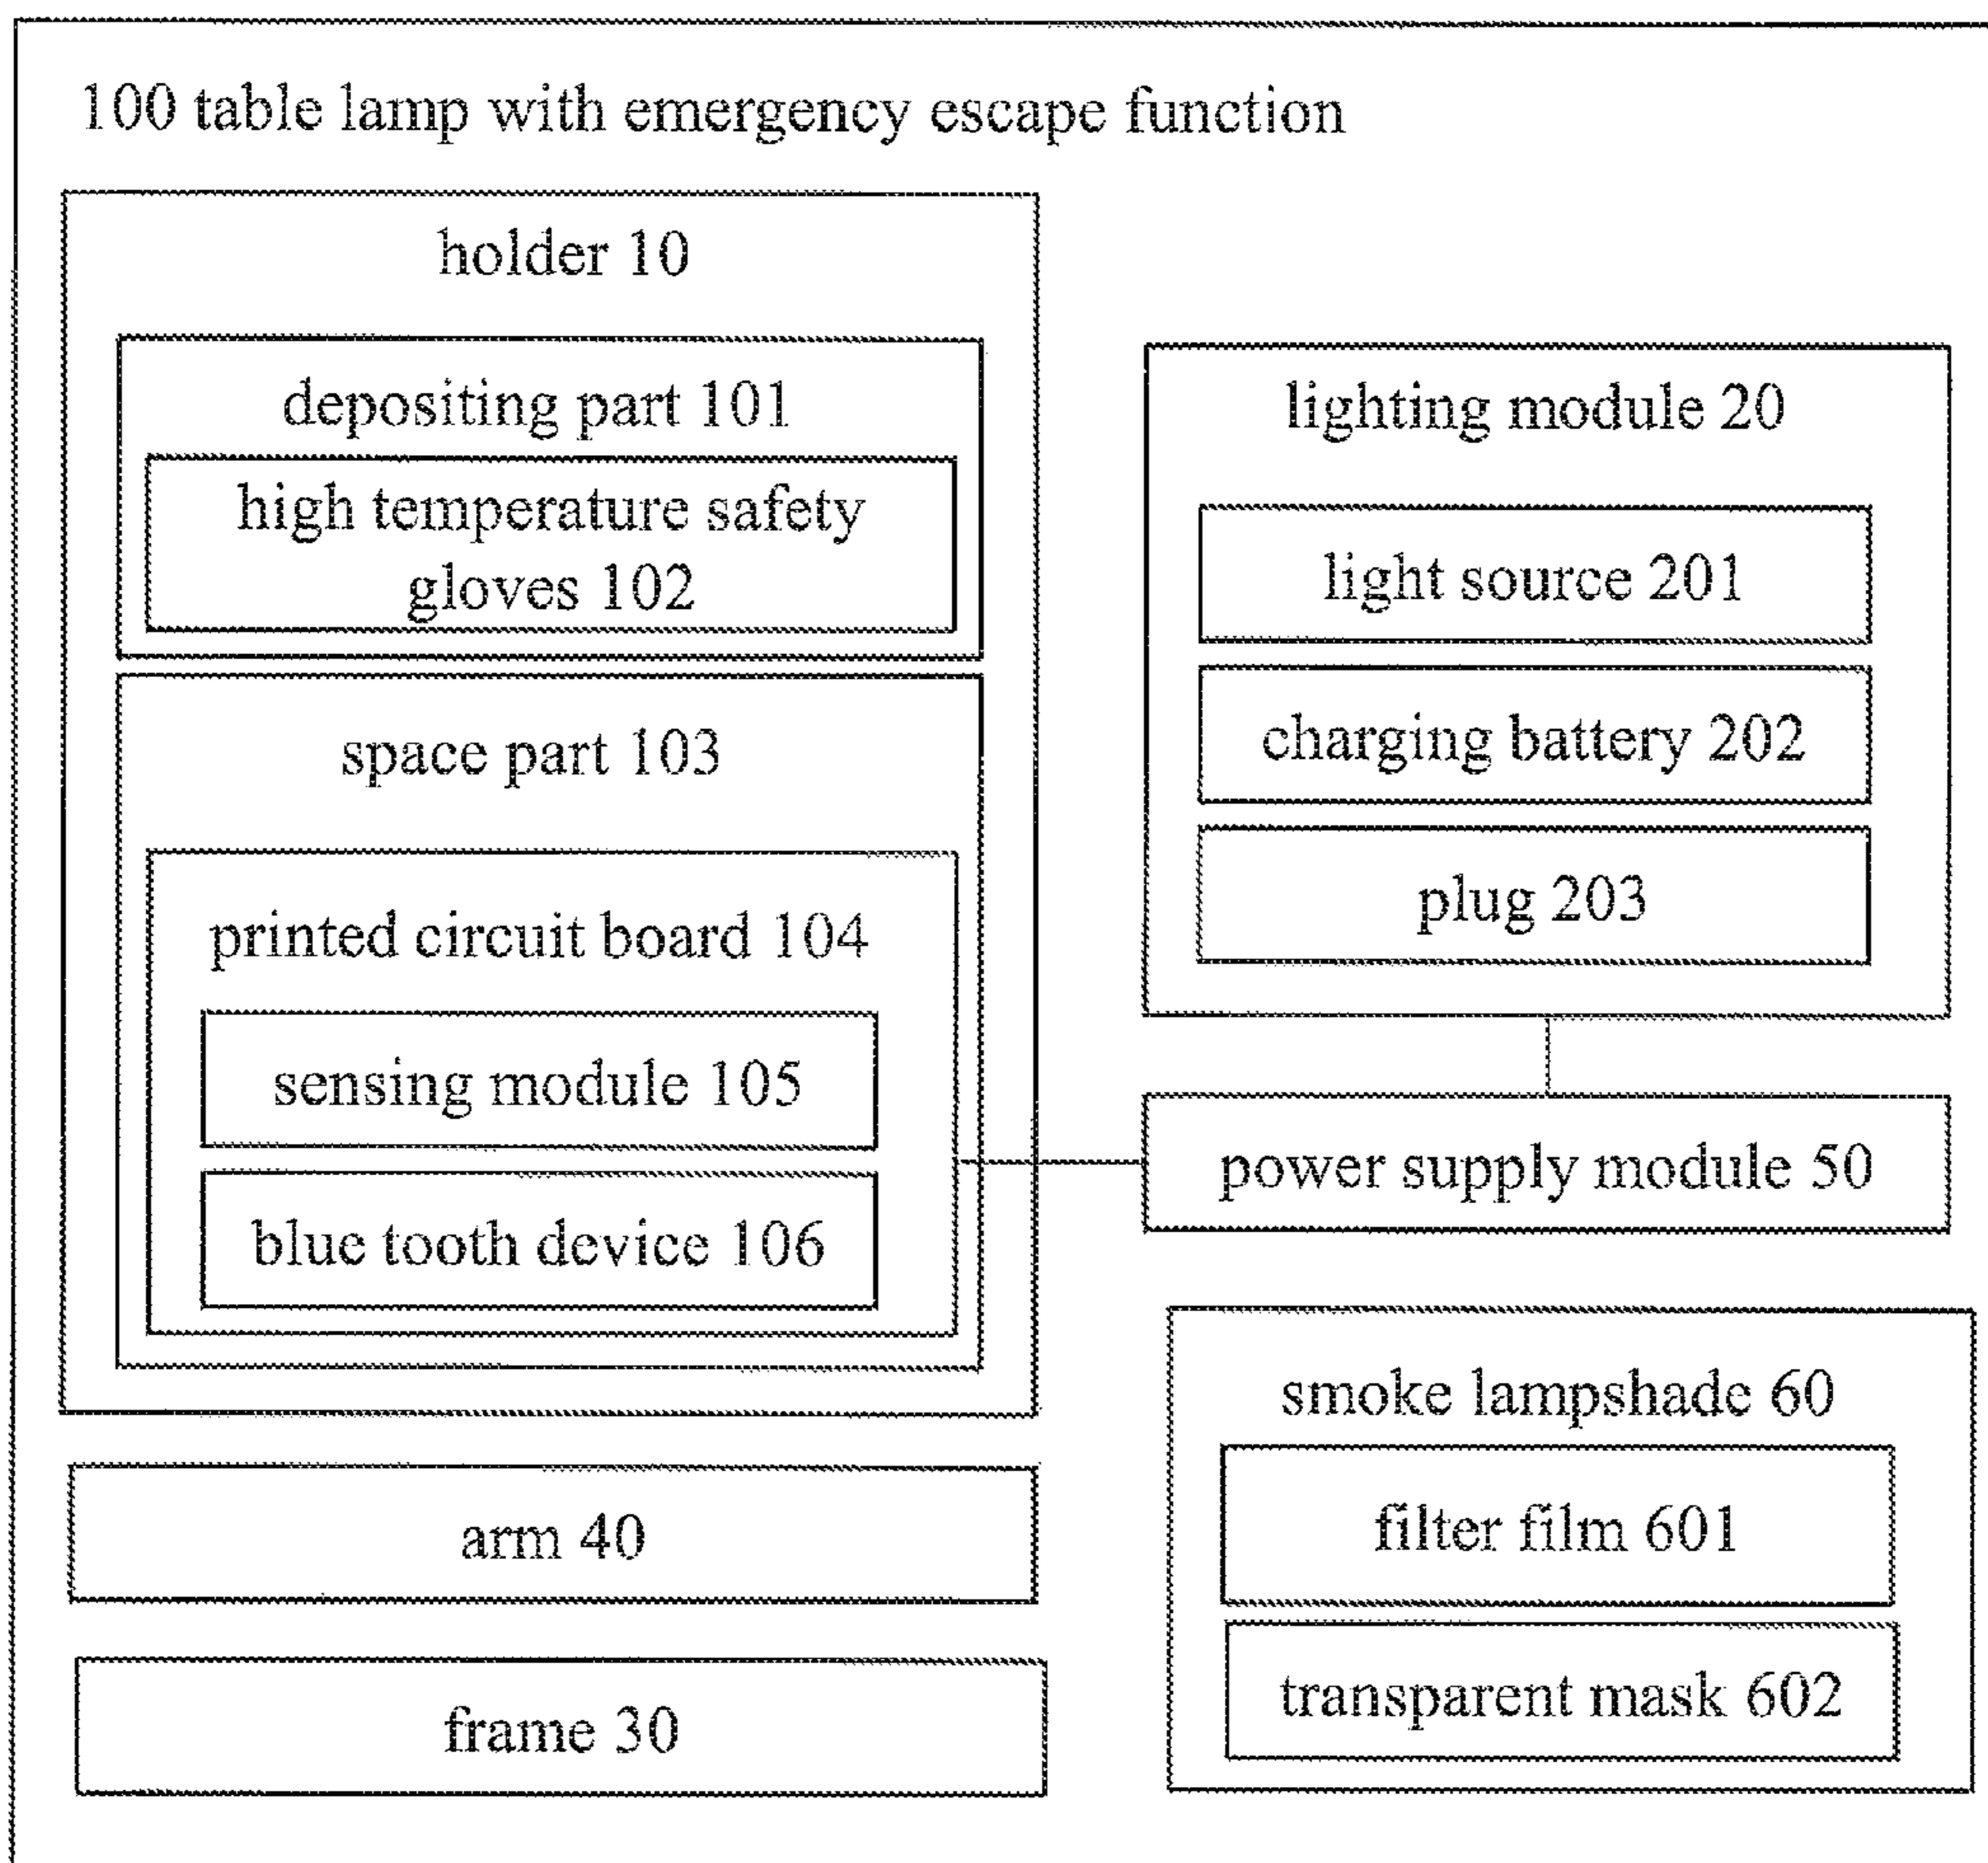 100 table lamp with emergency escape function
holder 10
depositing part 101
high temperature safety
gloves 102
space part 103
printed circuit board 104
sensing module 105
blue tooth device 106
arm 40
frame 30
lighting module 20
light source 201
charging battery 202
plug 203
power supply module 50
smoke lampshade 60
filter film 601
transparent mask 602